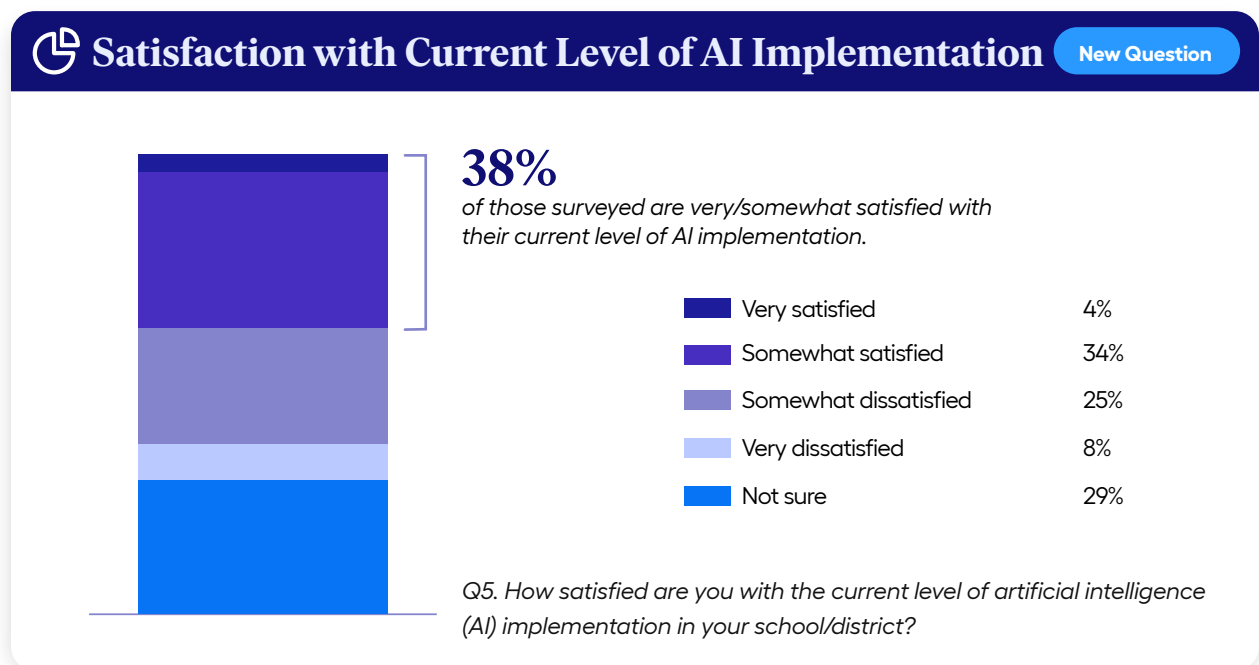 Satisfaction with Current Level of AI Implementation
New Question
38%
of those surveyed are very/somewhat satisfied with
their current level of AI implementation.
Very satisfied 4%
Somewhat satisfied 34%
Somewhat dissatisfied 25%
Very dissatisfied 8%
Not sure 29%
Q5. How satisfied are you with the current level of artificial intelligence
(AI) implementation in your school/district?